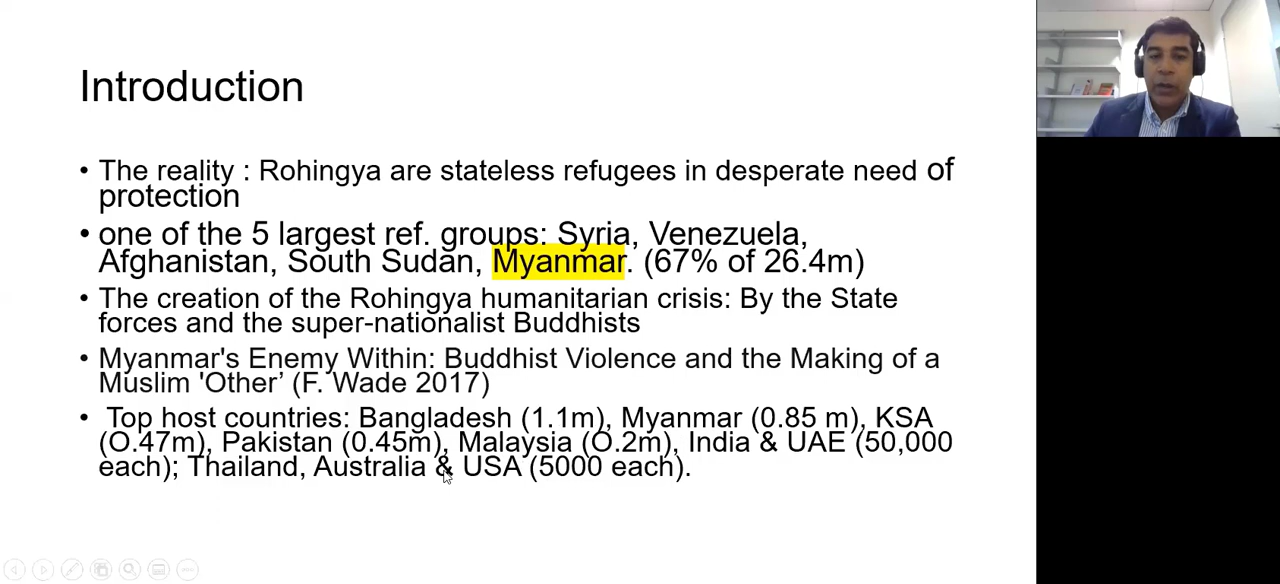 Introduction
• The reality : Rohingya are stateless refugees in desperate need of
protection
• one of the 5 largest ref. groups: Syria, Venezuela,
Afghanistan, South Sudan, Myanmar. (67% of 26.4m)
• The creation of the Rohingya humanitarian crisis: By the State
forces and the super-nationalist Buddhists
• Myanmar's Enemy Within: Buddhist Violence and the Making of a
Muslim 'Other’ (F. Wade 2017)
• Top host countries: Bangladesh (1.1m), Myanmar (0.85 m), KSA
(O.47m), Pakistan (0.45m), Malaysia (O.2m), India & UAE (50,000
each); Thailand, Australia & USA (5000 each).